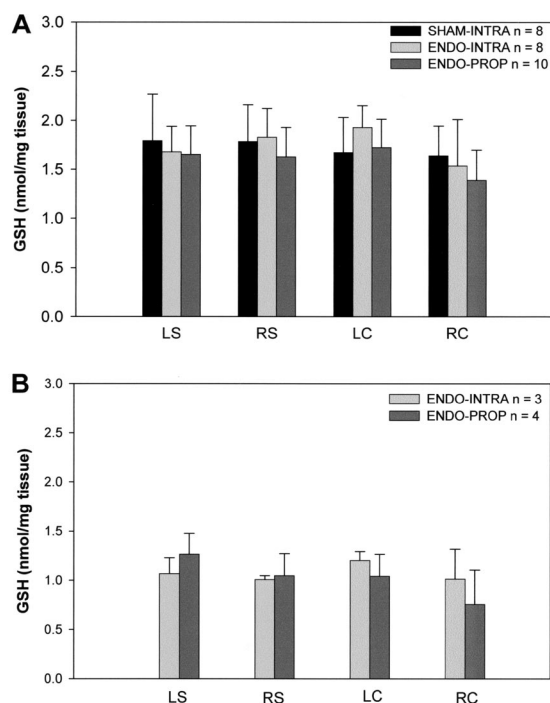 A
SHAM-INTRA n = 8
ENDO-INTRA n = 8
ENDO-PROP n = 10
GSH (nmol/mg tissue)
3.0
2.5
2.0
1.5
1.0
0.5
0.0
LS RS LC RC
B
ENDO-INTRA n = 3
ENDO-PROP n = 4
GSH (nmol/mg tissue)
3.0
2.5
2.0
1.5
1.0
0.5
0.0
LS RS LC RC